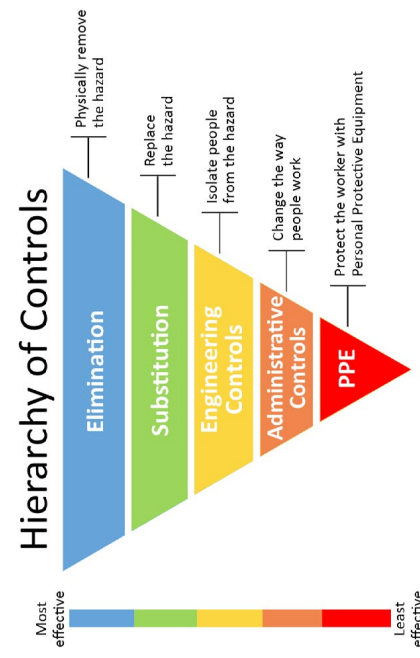 Hierarchy of Controls
Most
effective
Elimination
Physically remove
the hazard
Substitution
Replace
the hazard
Engineering
Controls
Isolate people
from the hazard
Administrative
Controls
Change the way
people work
PPE
Protect the worker with
Personal Protective Equipment
Least
effective